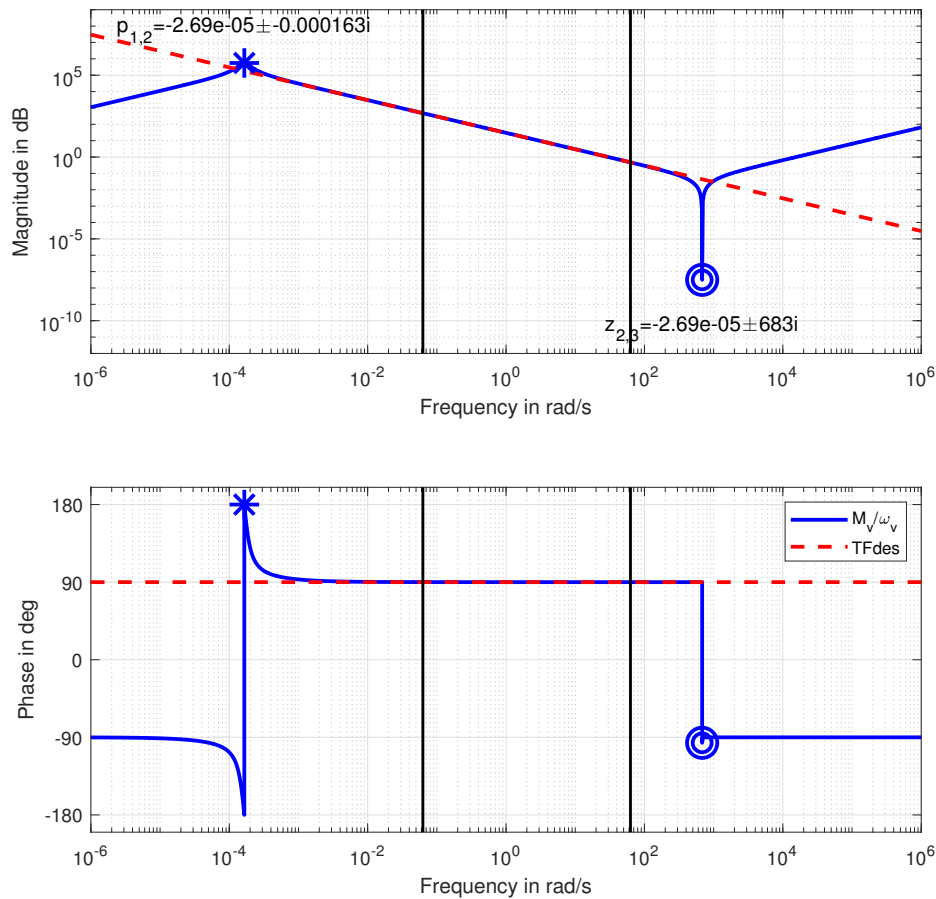 p1,2=-2.69e-05±-0.000163i
10^5
10^0
10^-5
10^-10
Magnitude in dB
z2,3=-2.69e-05±683i
10^-6 10^-4 10^-2 10^0 10^2 10^4 10^6
Frequency in rad/s
180
90
0
-90
-180
Phase in deg
Mv/ωv
TFdes
10^-6 10^-4 10^-2 10^0 10^2 10^4 10^6
Frequency in rad/s